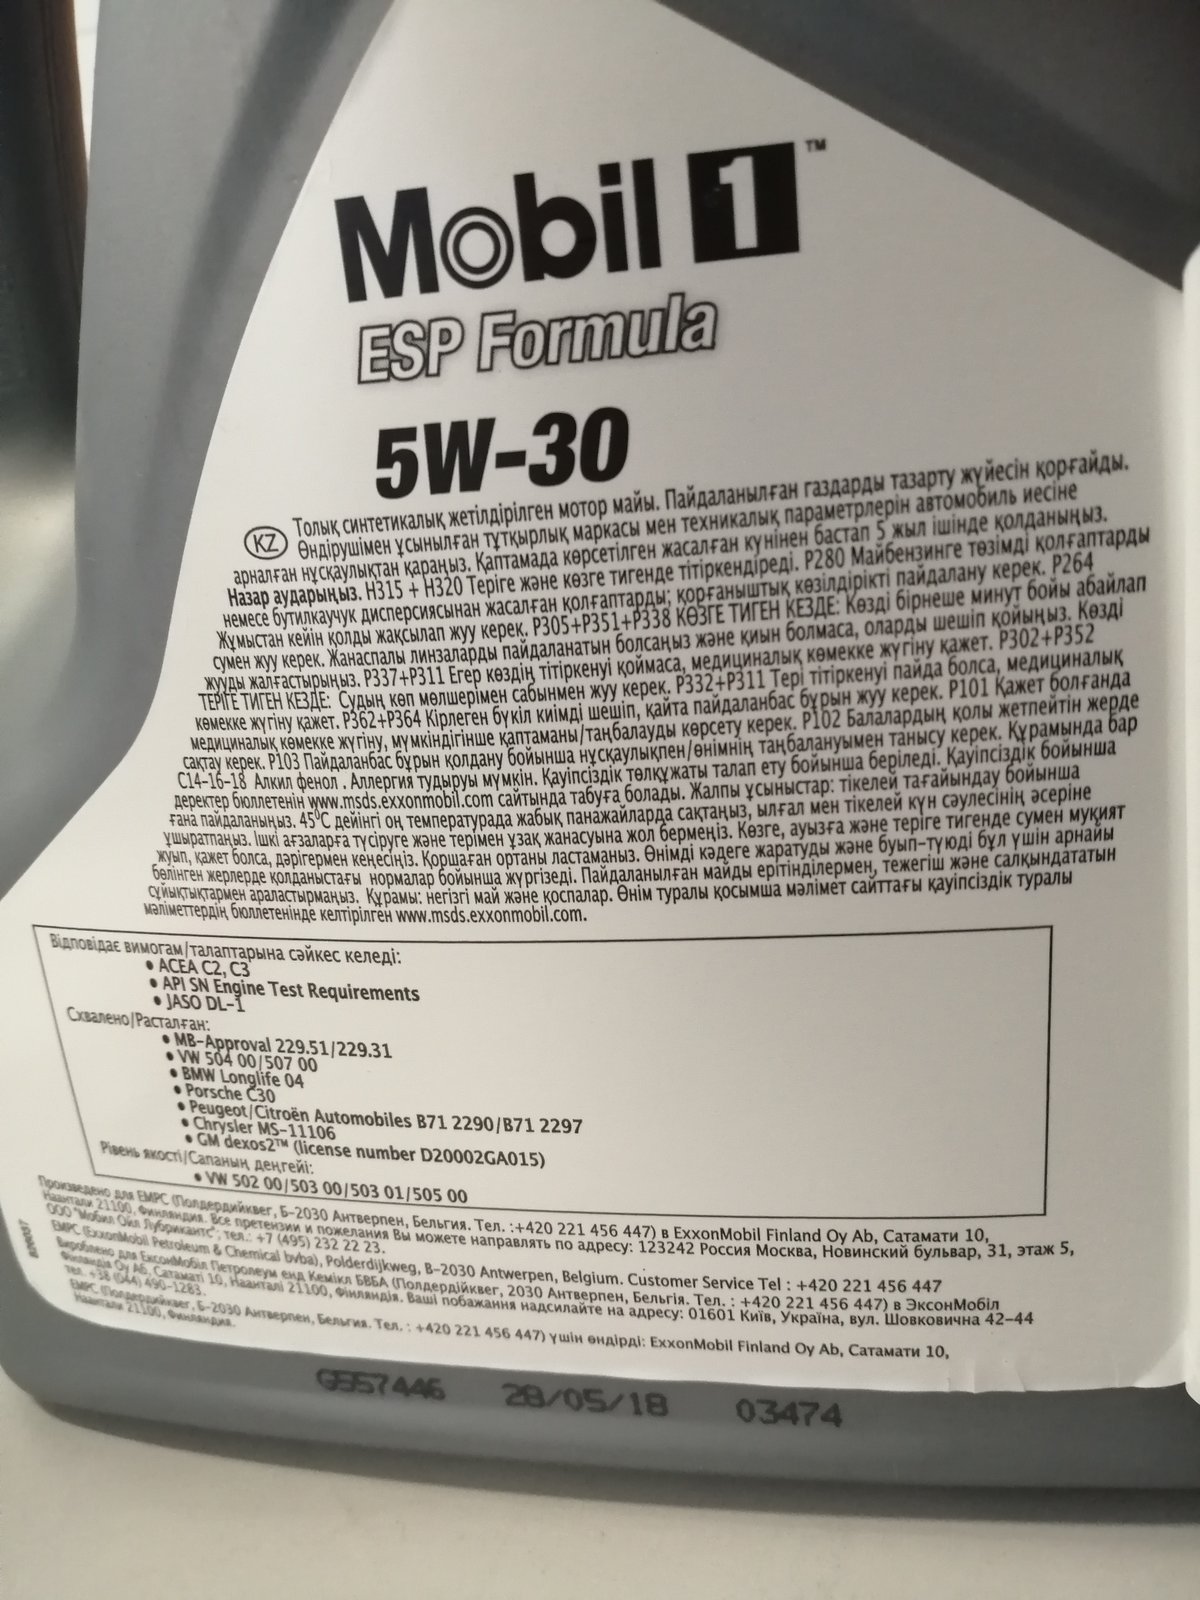 Mobil 1 ™
ESP Formula
5W-30
KZ Толық синтетикалық жетілдірілген мотор майы. Пайдаланылған газдарды тазарту жүйесін қорғайды.
Өндірушімен ұсынылған тұтқырлық маркасы мен техникалық параметрлерін автомобиль иесіне
арналған нұсқаулықтан қараңыз. Қаптамада көрсетілген жасалған күнінен бастап 5 жыл ішінде қолданыңыз.
Назар аударыңыз. H315 + H320 Теріге және көзге тигенде тітіркендіреді. P280 Майбензинге төзімді қолғаптарды
немесе бутилкаучук дисперсиясынан жасалған қолғаптарды; қорғаныштық көзілдірікті пайдалану керек. P264
Жұмыстан кейін қолды жақсылап жуу керек. P305+P351+P338 КӨЗГЕ ТИГЕН КЕЗДЕ: Көзді бірнеше минут бойы абайлап
сумен жуу керек. Жанаспалы линзаларды пайдаланатын болсаңыз және қиын болмаса, оларды шешіп қойыңыз. Көзді
жууды жалғастырыңыз. P337+P311 Егер көздің тітіркенуі қоймаса, медициналық көмекке жүгіну қажет. P302+P352
ТЕРІГЕ ТИГЕН КЕЗДЕ: Судың көп мөлшерімен сабынмен жуу керек. P332+P311 Тері тітіркенуі пайда болса, медициналық
көмекке жүгіну қажет. P362+P364 Кірлеген бүкіл киімді шешіп, қайта пайдаланбас бұрын жуу керек. P101 Қажет болғанда
медициналық көмекке жүгіну, мүмкіндігінше қаптаманы/таңбалауды көрсету керек. P102 Балалардың қолы жетпейтін жерде
сақтау керек. P103 Пайдаланбас бұрын қолдану бойынша нұсқаулықпен/өнімнің таңбалануымен танысу керек. Құрамында бар
C14-16-18 Алкил фенол . Аллергия тудыруы мүмкін. Қауіпсіздік төлқұжаты талап ету бойынша беріледі. Қауіпсіздік бойынша
деректер бюллетенін www.msds.exxonmobil.com сайтында табуға болады. Жалпы ұсыныстар: тікелей тағайындау бойынша
ғана пайдаланыңыз. 45⁰C дейінгі оң температурада жабық панажайларда сақтаңыз, ылғал мен тікелей күн сәулесінің әсеріне
ұшыратпаңыз. Ішкі ағзаларға түсіруге және терімен ұзақ жанасуына жол бермеңіз. Көзге, ауызға және теріге тигенде сумен мұқият
жуып, қажет болса, дәрігермен кеңесіңіз. Қоршаған ортаны ластамаңыз. Өнімді кәдеге жаратуды және буып-түюді бұл үшін арнайы
бөлінген жерлерде қолданыстағы нормалар бойынша жүргізеді. Пайдаланылған майды ерітінділермен, тежегіш және салқындататын
сұйықтықтармен араластырмаңыз. Құрамы: негізгі май және қоспалар. Өнім туралы қосымша мәлімет сайттағы қауіпсіздік туралы
мәліметтердің бюллетенінде келтірілген www.msds.exxonmobil.com.
Відповідає вимогам/талаптарына сәйкес келеді:
• ACEA C2, C3
• API SN Engine Test Requirements
• JASO DL-1
Схвалено/Расталған:
• MB-Approval 229.51/229.31
• VW 504 00/507 00
• BMW Longlife 04
• Porsche C30
• Peugeot/Citroën Automobiles B71 2290/B71 2297
• Chrysler MS-11106
• GM dexos2™ (license number D20002GA015)
Рівень якості/Сапаның деңгейі:
• VW 502 00/503 00/503 01/505 00
Произведено для EMPC (Полдердийквег, Б-2030 Антверпен, Бельгия. Тел. :+420 221 456 447) в ExxonMobil Finland Oy Ab, Сатамати 10,
Наантали 21100, Финляндия. Все претензии и пожелания Вы можете направлять по адресу: 123242 Россия Москва, Новинский бульвар, 31, этаж 5,
ООО "Мобил Ойл Лубрикантс"; тел.: +7 (495) 232 22 23.
EMPC (ExxonMobil Petroleum & Chemical bvba), Polderdijkweg, B-2030 Antwerpen, Belgium. Customer Service Tel : +420 221 456 447
Вироблено для ЕксонМобіл Петролеум енд Кемікл БВБА (Полдердійквег, 2030 Антверпен, Бельгія. Тел. : +420 221 456 447) в ЭксонМобіл
Фінландія Оу Аб, Сатаматі 10, Наанталі 21100, Фінляндія. Ваші побажання надсилайте на адресу: 01601 Київ, Україна, вул. Шовковична 42-44
тел. +38 (044) 490-1283.
EMPC (Полдердийквег, Б-2030 Антверпен, Бельгия. Тел. : +420 221 456 447) үшін өндірді: ExxonMobil Finland Oy Ab, Сатамати 10,
Наантали 21100, Финляндия.
G557446 28/05/18 03474